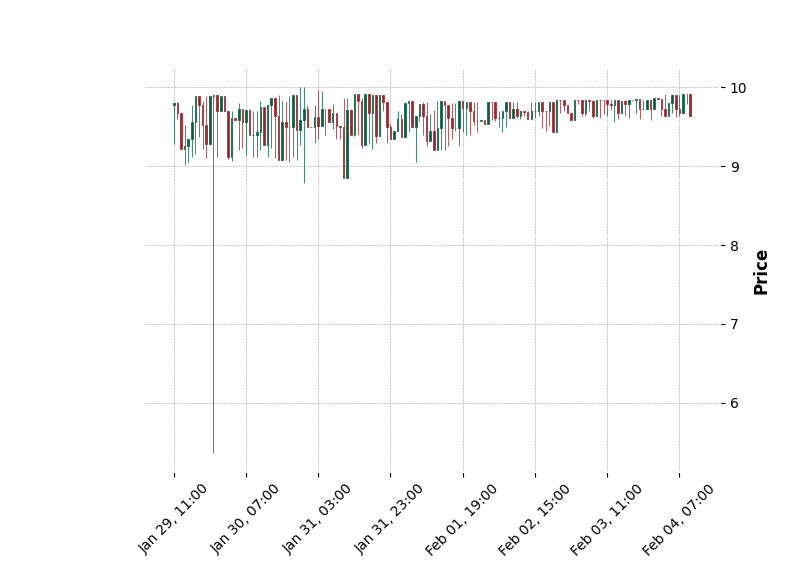 10
9
8
7
6
Price
Jan 29, 11:00
Jan 30, 07:00
Jan 31, 03:00
Jan 31, 23:00
Feb 01, 19:00
Feb 02, 15:00
Feb 03, 11:00
Feb 04, 07:00